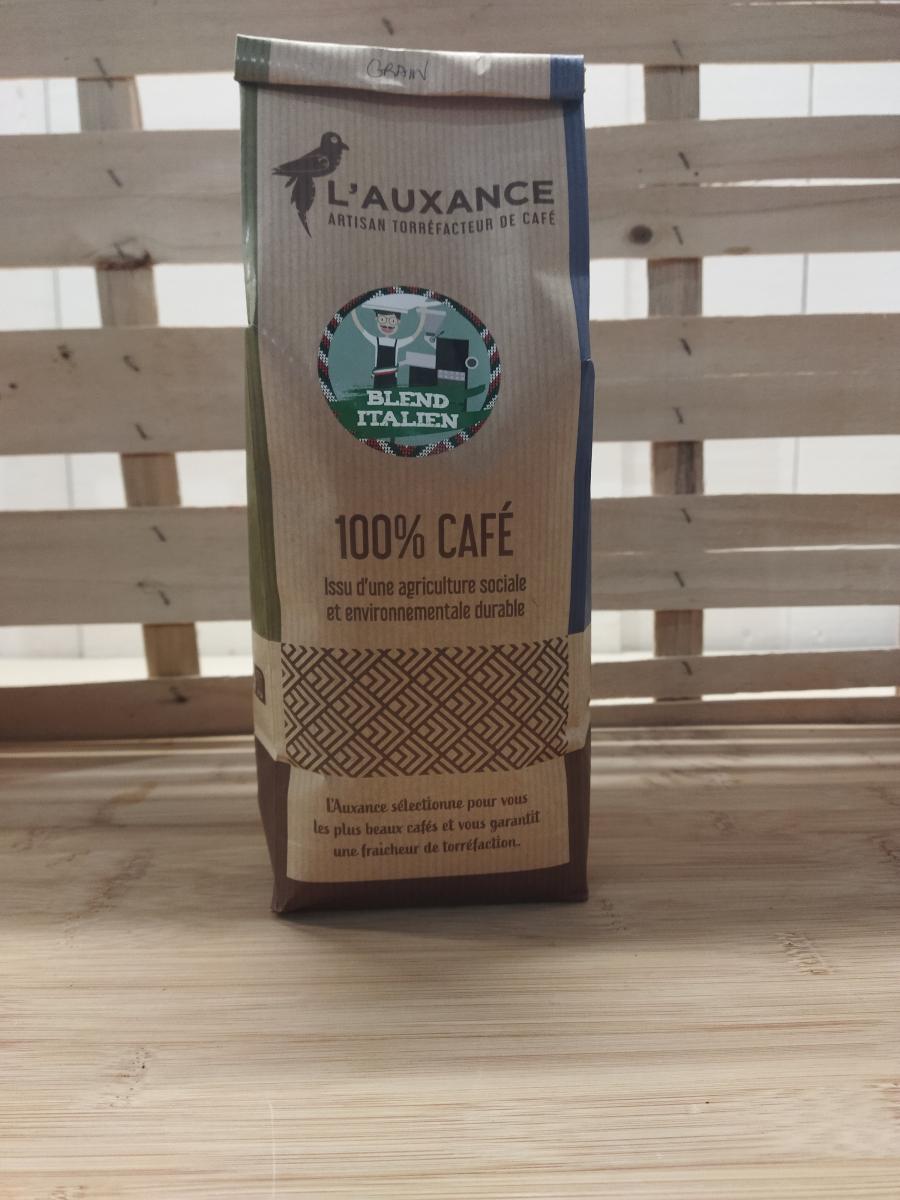 GRAIN
L'AUXANCE
ARTISAN TORRÉFACTEUR DE CAFÉ
BLEND
ITALIEN
100% CAFÉ
Issu d'une agriculture sociale
et environnementale durable
L'Auxance sélectionne pour vous
les plus beaux cafés et vous garantit
une fraicheur de torréfaction.